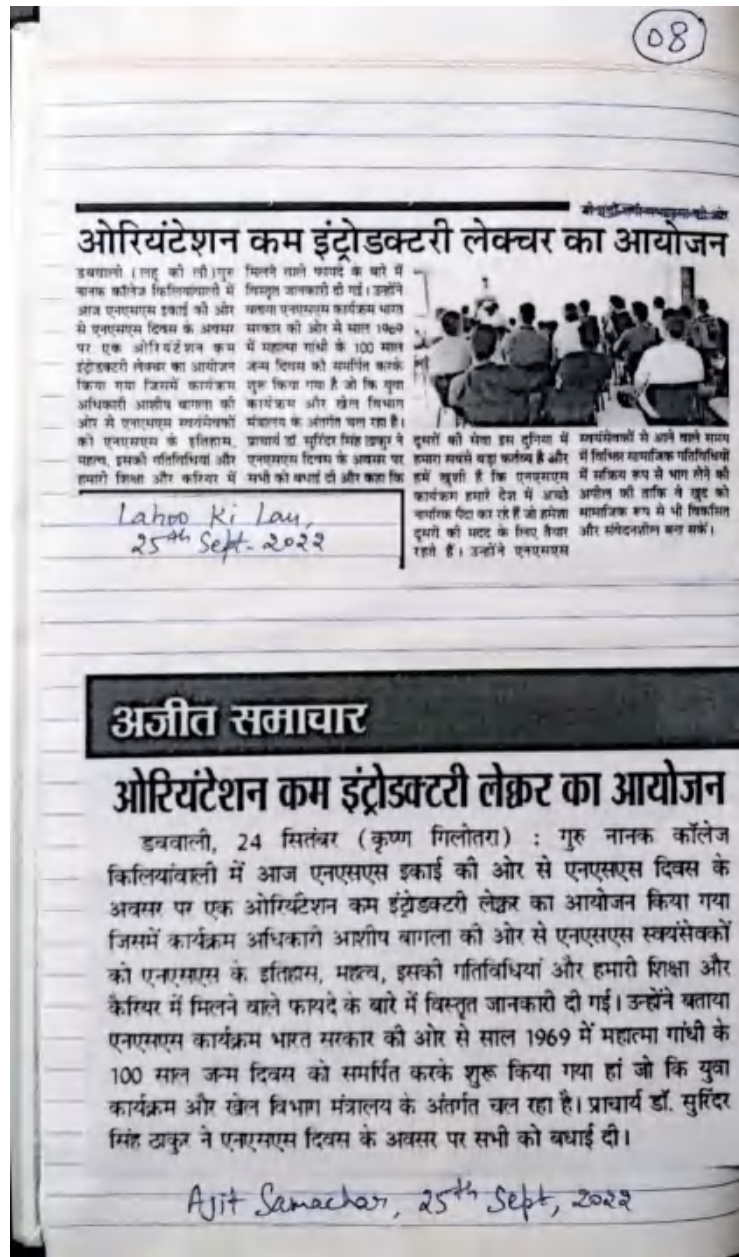 08
ओरियंटेशन कम इंट्रोडक्टरी लेक्चर का आयोजन
डबवाली (लहू की लौ)गुरु
नानक कॉलेज किलियांवाली में
आज एनएसएस इकाई की ओर
से एनएसएस दिवस के अवसर
पर एक ओरियंटेशन कम
इंट्रोडक्टरी लेक्चर का आयोजन
किया गया जिसमें कार्यक्रम
अधिकारी आशीष बागला की
ओर से एनएसएस स्वयंसेवकों
को एनएसएस के इतिहास,
महत्व, इसकी गतिविधियां और
हमारी शिक्षा और करियर में
मिलने वाले फायदे के बारे में
विस्तृत जानकारी दी गई। उन्होंने
बताया एनएसएस कार्यक्रम भारत
सरकार की ओर से साल 1969
में महात्मा गांधी के 100 साल
जन्म दिवस को समर्पित करके
शुरू किया गया है जो कि युवा
कार्यक्रम और खेल विभाग
मंत्रालय के अंतर्गत चल रहा है।
प्राचार्य डॉ. सुरिंदर सिंह ठाकुर ने
एनएसएस दिवस के अवसर पर
सभी को बधाई दी और कहा कि
दूसरों की सेवा इस दुनिया में
हमारा सबसे बड़ा कर्तव्य है और
हमें खुशी है कि एनएसएस
कार्यक्रम हमारे देश में अच्छे
नागरिक पैदा कर रहे हैं जो हमेशा
दूसरों की मदद के लिए तैयार
रहते हैं। उन्होंने एनएसएस
स्वयंसेवकों से आने वाले समय
में विभिन्न सामाजिक गतिविधियों
में सक्रिय रूप से भाग लेने की
अपील की ताकि वे खुद को
सामाजिक रूप से भी विकसित
और संवेदनशील बना सकें।
Lahoo Ki Lau,
25th Sept. 2022
अजीत समाचार
ओरियंटेशन कम इंट्रोडक्टरी लेक्चर का आयोजन
डबवाली, 24 सितंबर (कृष्ण गिलोतरा) : गुरु नानक कॉलेज
किलियांवाली में आज एनएसएस इकाई की ओर से एनएसएस दिवस के
अवसर पर एक ओरियंटेशन कम इंट्रोडक्टरी लेक्चर का आयोजन किया गया
जिसमें कार्यक्रम अधिकारी आशीष बागला की ओर से एनएसएस स्वयंसेवकों
को एनएसएस के इतिहास, महत्व, इसकी गतिविधियां और हमारी शिक्षा और
कैरियर में मिलने वाले फायदे के बारे में विस्तृत जानकारी दी गई। उन्होंने बताया
एनएसएस कार्यक्रम भारत सरकार की ओर से साल 1969 में महात्मा गांधी के
100 साल जन्म दिवस को समर्पित करके शुरू किया गया हां जो कि युवा
कार्यक्रम और खेल विभाग मंत्रालय के अंतर्गत चल रहा है। प्राचार्य डॉ. सुरिंदर
सिंह ठाकुर ने एनएसएस दिवस के अवसर पर सभी को बधाई दी।
Ajit Samachar, 25th Sept, 2022